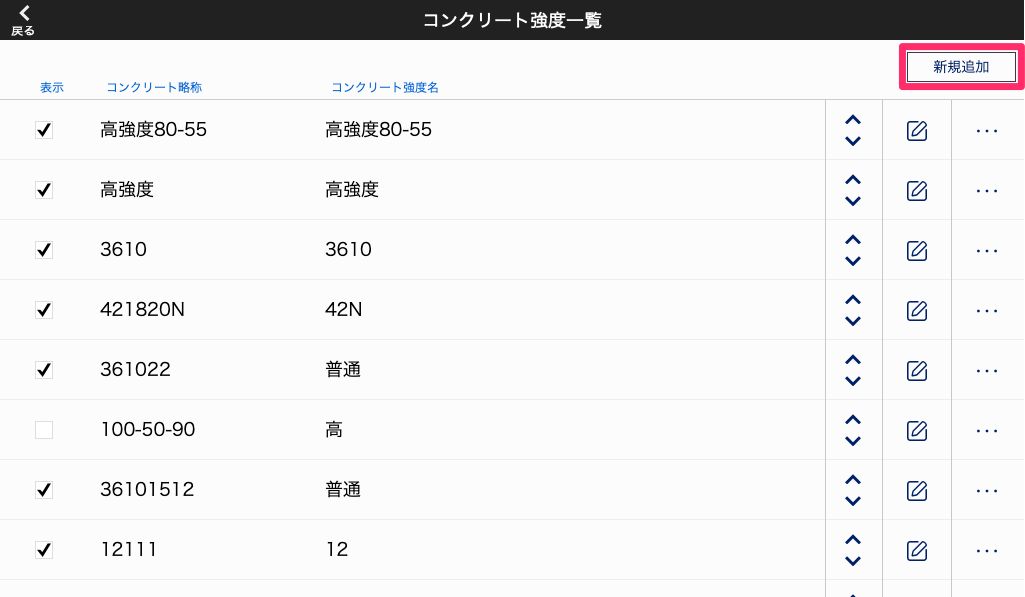 戻る
コンクリート強度一覧
新規追加
表示 コンクリート略称 コンクリート強度名
高強度80-55 高強度80-55
高強度 高強度
3610 3610
421820N 42N
361022 普通
100-50-90 高
36101512 普通
12111 12